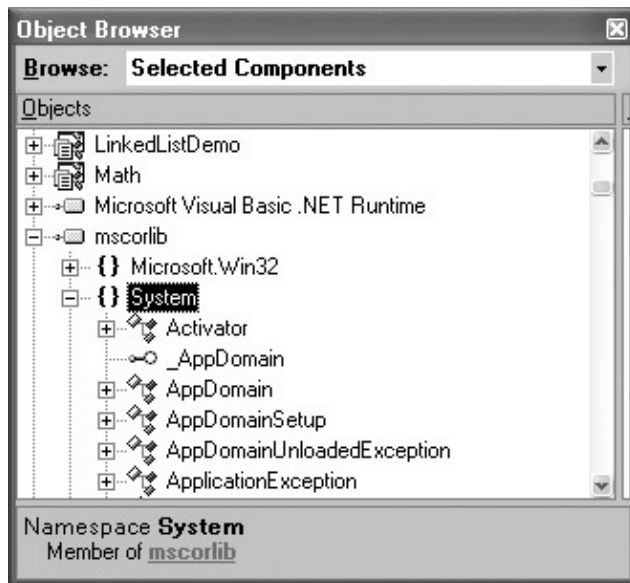 Object Browser
Browse: Selected Components
Objects
LinkedListDemo
Math
Microsoft Visual Basic .NET Runtime
mscorlib
{} Microsoft.Win32
{} System
Activator
_AppDomain
AppDomain
AppDomainSetup
AppDomainUnloadedException
ApplicationException
Namespace System
Member of mscorlib